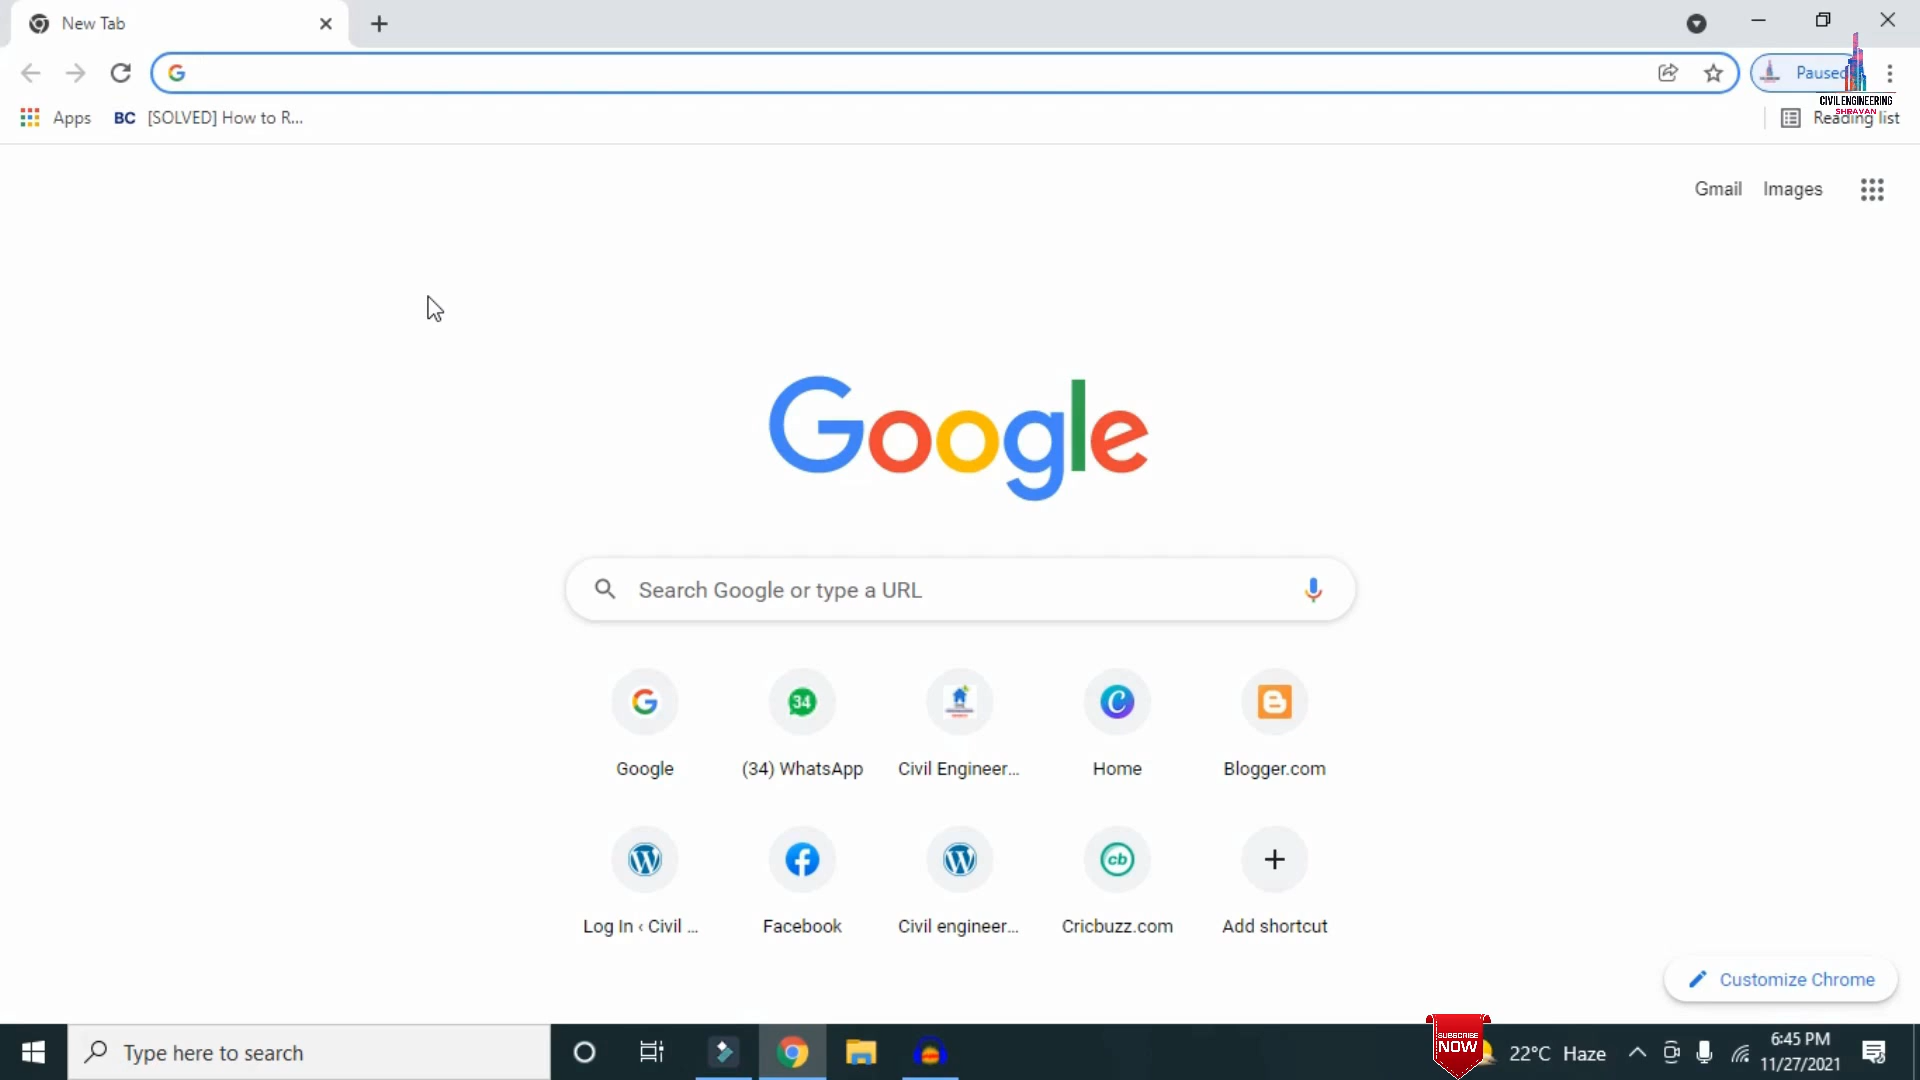 New Tab
Paused
CIVIL ENGINEERING
SHRAVAN
Apps
BC [SOLVED] How to R...
Reading list
Gmail Images
Google
Search Google or type a URL
34
Google (34) WhatsApp Civil Engineer... Home Blogger.com
Log In ‹ Civil ... Facebook Civil engineer... Cricbuzz.com Add shortcut
Customize Chrome
Type here to search
SUBSCRIBE
NOW
22°C Haze
6:45 PM
11/27/2021